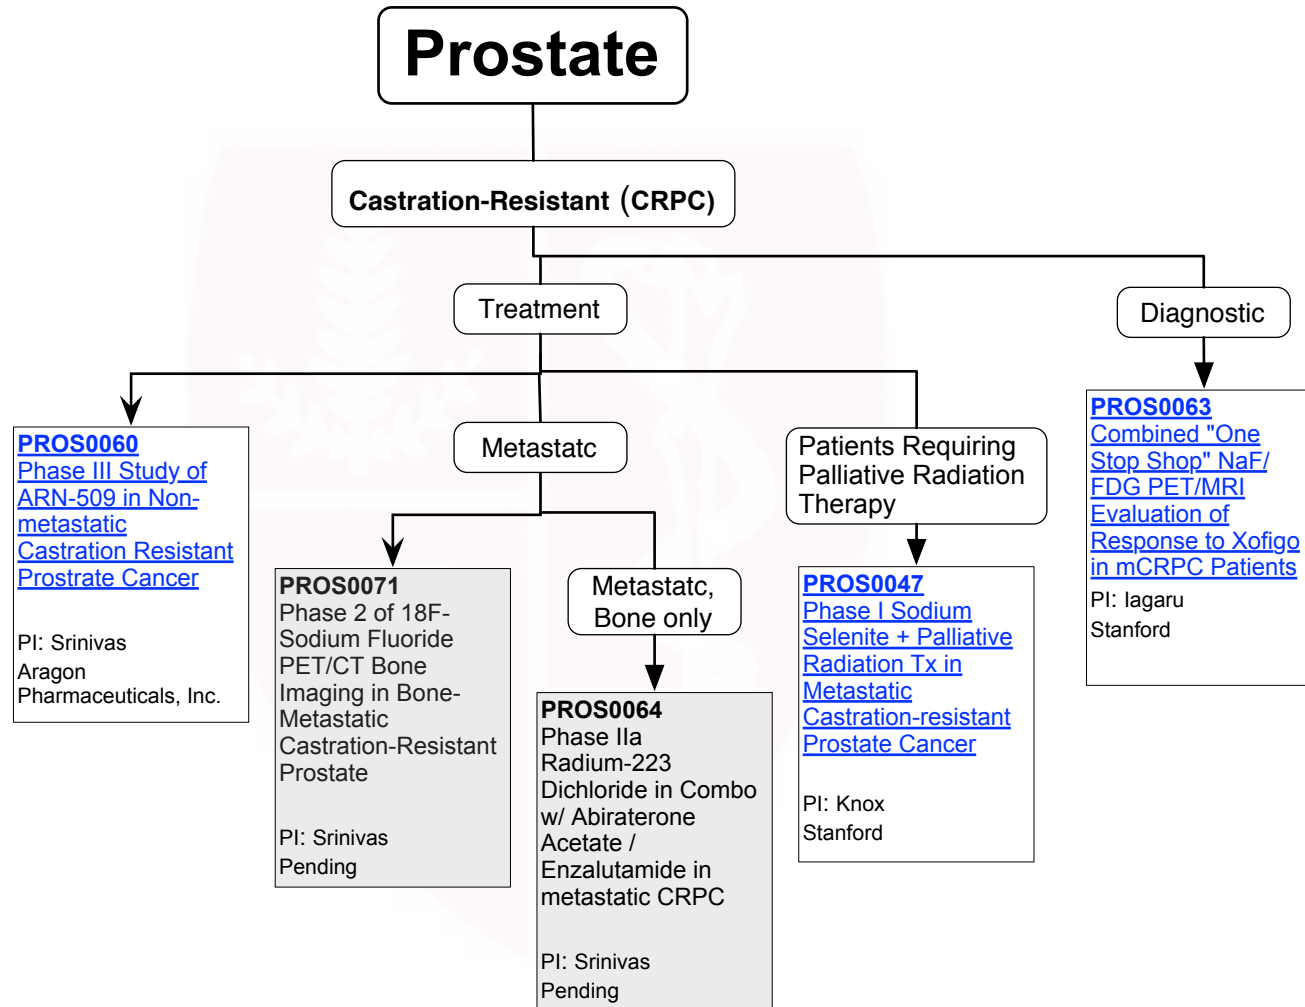 Prostate
Castration-Resistant (CRPC)
Treatment
Diagnostic
PROS0060
Phase III Study of
ARN-509 in Non-
metastatic
Castration Resistant
Prostrate Cancer
PI: Srinivas
Aragon
Pharmaceuticals, Inc.
Metastatc
PROS0071
Phase 2 of 18F-
Sodium Fluoride
PET/CT Bone
Imaging in Bone-
Metastatic
Castration-Resistant
Prostate
PI: Srinivas
Pending
Metastatc,
Bone only
PROS0064
Phase IIa
Radium-223
Dichloride in Combo
w/ Abiraterone
Acetate /
Enzalutamide in
metastatic CRPC
PI: Srinivas
Pending
Patients Requiring
Palliative Radiation
Therapy
PROS0047
Phase I Sodium
Selenite + Palliative
Radiation Tx in
Metastatic
Castration-resistant
Prostate Cancer
PI: Knox
Stanford
PROS0063
Combined "One
Stop Shop" NaF/
FDG PET/MRI
Evaluation of
Response to Xofigo
in mCRPC Patients
PI: Iagaru
Stanford